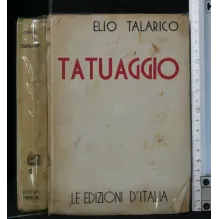 ELIO TALARICO
TATUAGGIO
LE EDIZIONI D'ITALIA